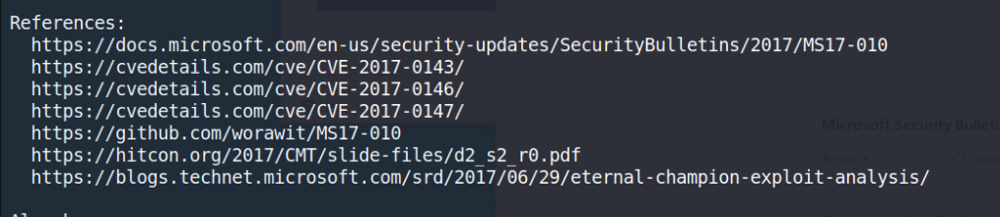 References:
https://docs.microsoft.com/en-us/security-updates/SecurityBulletins/2017/MS17-010
https://cvedetails.com/cve/CVE-2017-0143/
https://cvedetails.com/cve/CVE-2017-0146/
https://cvedetails.com/cve/CVE-2017-0147/
https://github.com/worawit/MS17-010
Microsoft Security Bulleti
https://hitcon.org/2017/CMT/slide-files/d2_s2_r0.pdf
Article •
https://blogs.technet.microsoft.com/srd/2017/06/29/eternal-champion-exploit-analysis/